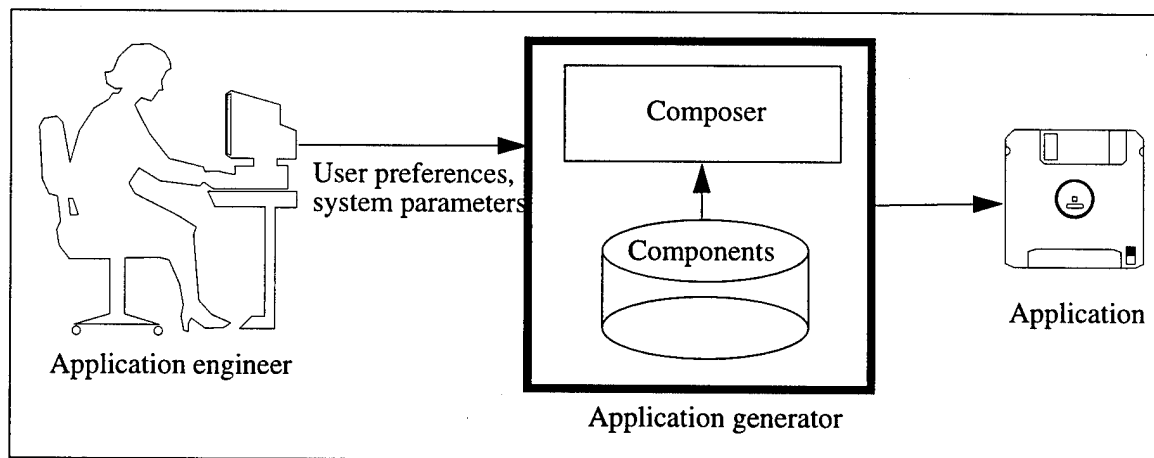 Composer
User preferences,
system parameters
Components
Application engineer
Application generator
Application